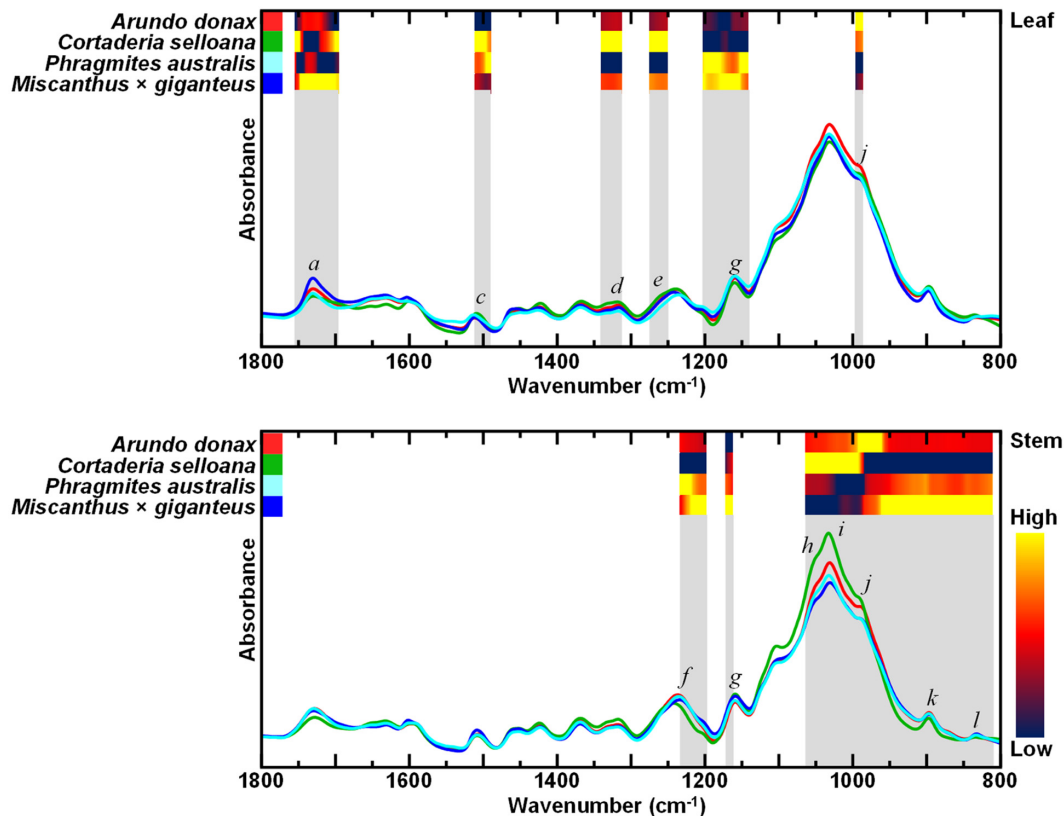 Arundo donax
Leaf
Cortaderia selloana
Phragmites australis
Miscanthus × giganteus
Absorbance
a
c
d
e
g
j
1800 1600 1400 1200 1000 800
Wavenumber (cm-1)
Arundo donax
Stem
Cortaderia selloana
Phragmites australis
Miscanthus × giganteus
High
Low
Absorbance
f
g
h
i
j
k
l
1800 1600 1400 1200 1000 800
Wavenumber (cm-1)